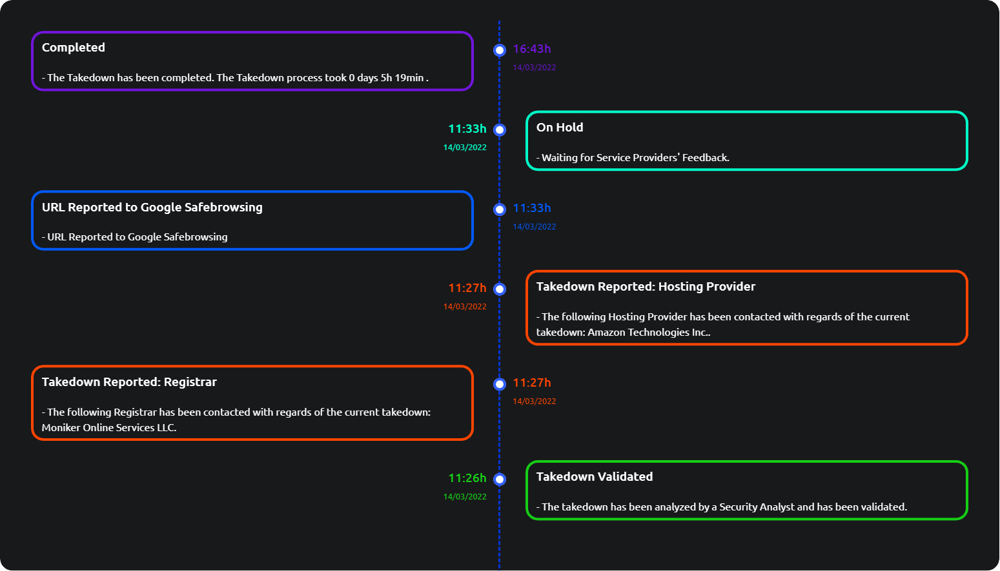 Completed
- The Takedown has been completed. The Takedown process took 0 days 5h 19min .
16:43h
14/03/2022
11:33h
14/03/2022
On Hold
- Waiting for Service Providers' Feedback.
URL Reported to Google Safebrowsing
- URL Reported to Google Safebrowsing
11:33h
14/03/2022
11:27h
14/03/2022
Takedown Reported: Hosting Provider
- The following Hosting Provider has been contacted with regards of the current
takedown: Amazon Technologies Inc..
Takedown Reported: Registrar
- The following Registrar has been contacted with regards of the current takedown:
Moniker Online Services LLC.
11:27h
14/03/2022
11:26h
14/03/2022
Takedown Validated
- The takedown has been analyzed by a Security Analyst and has been validated.